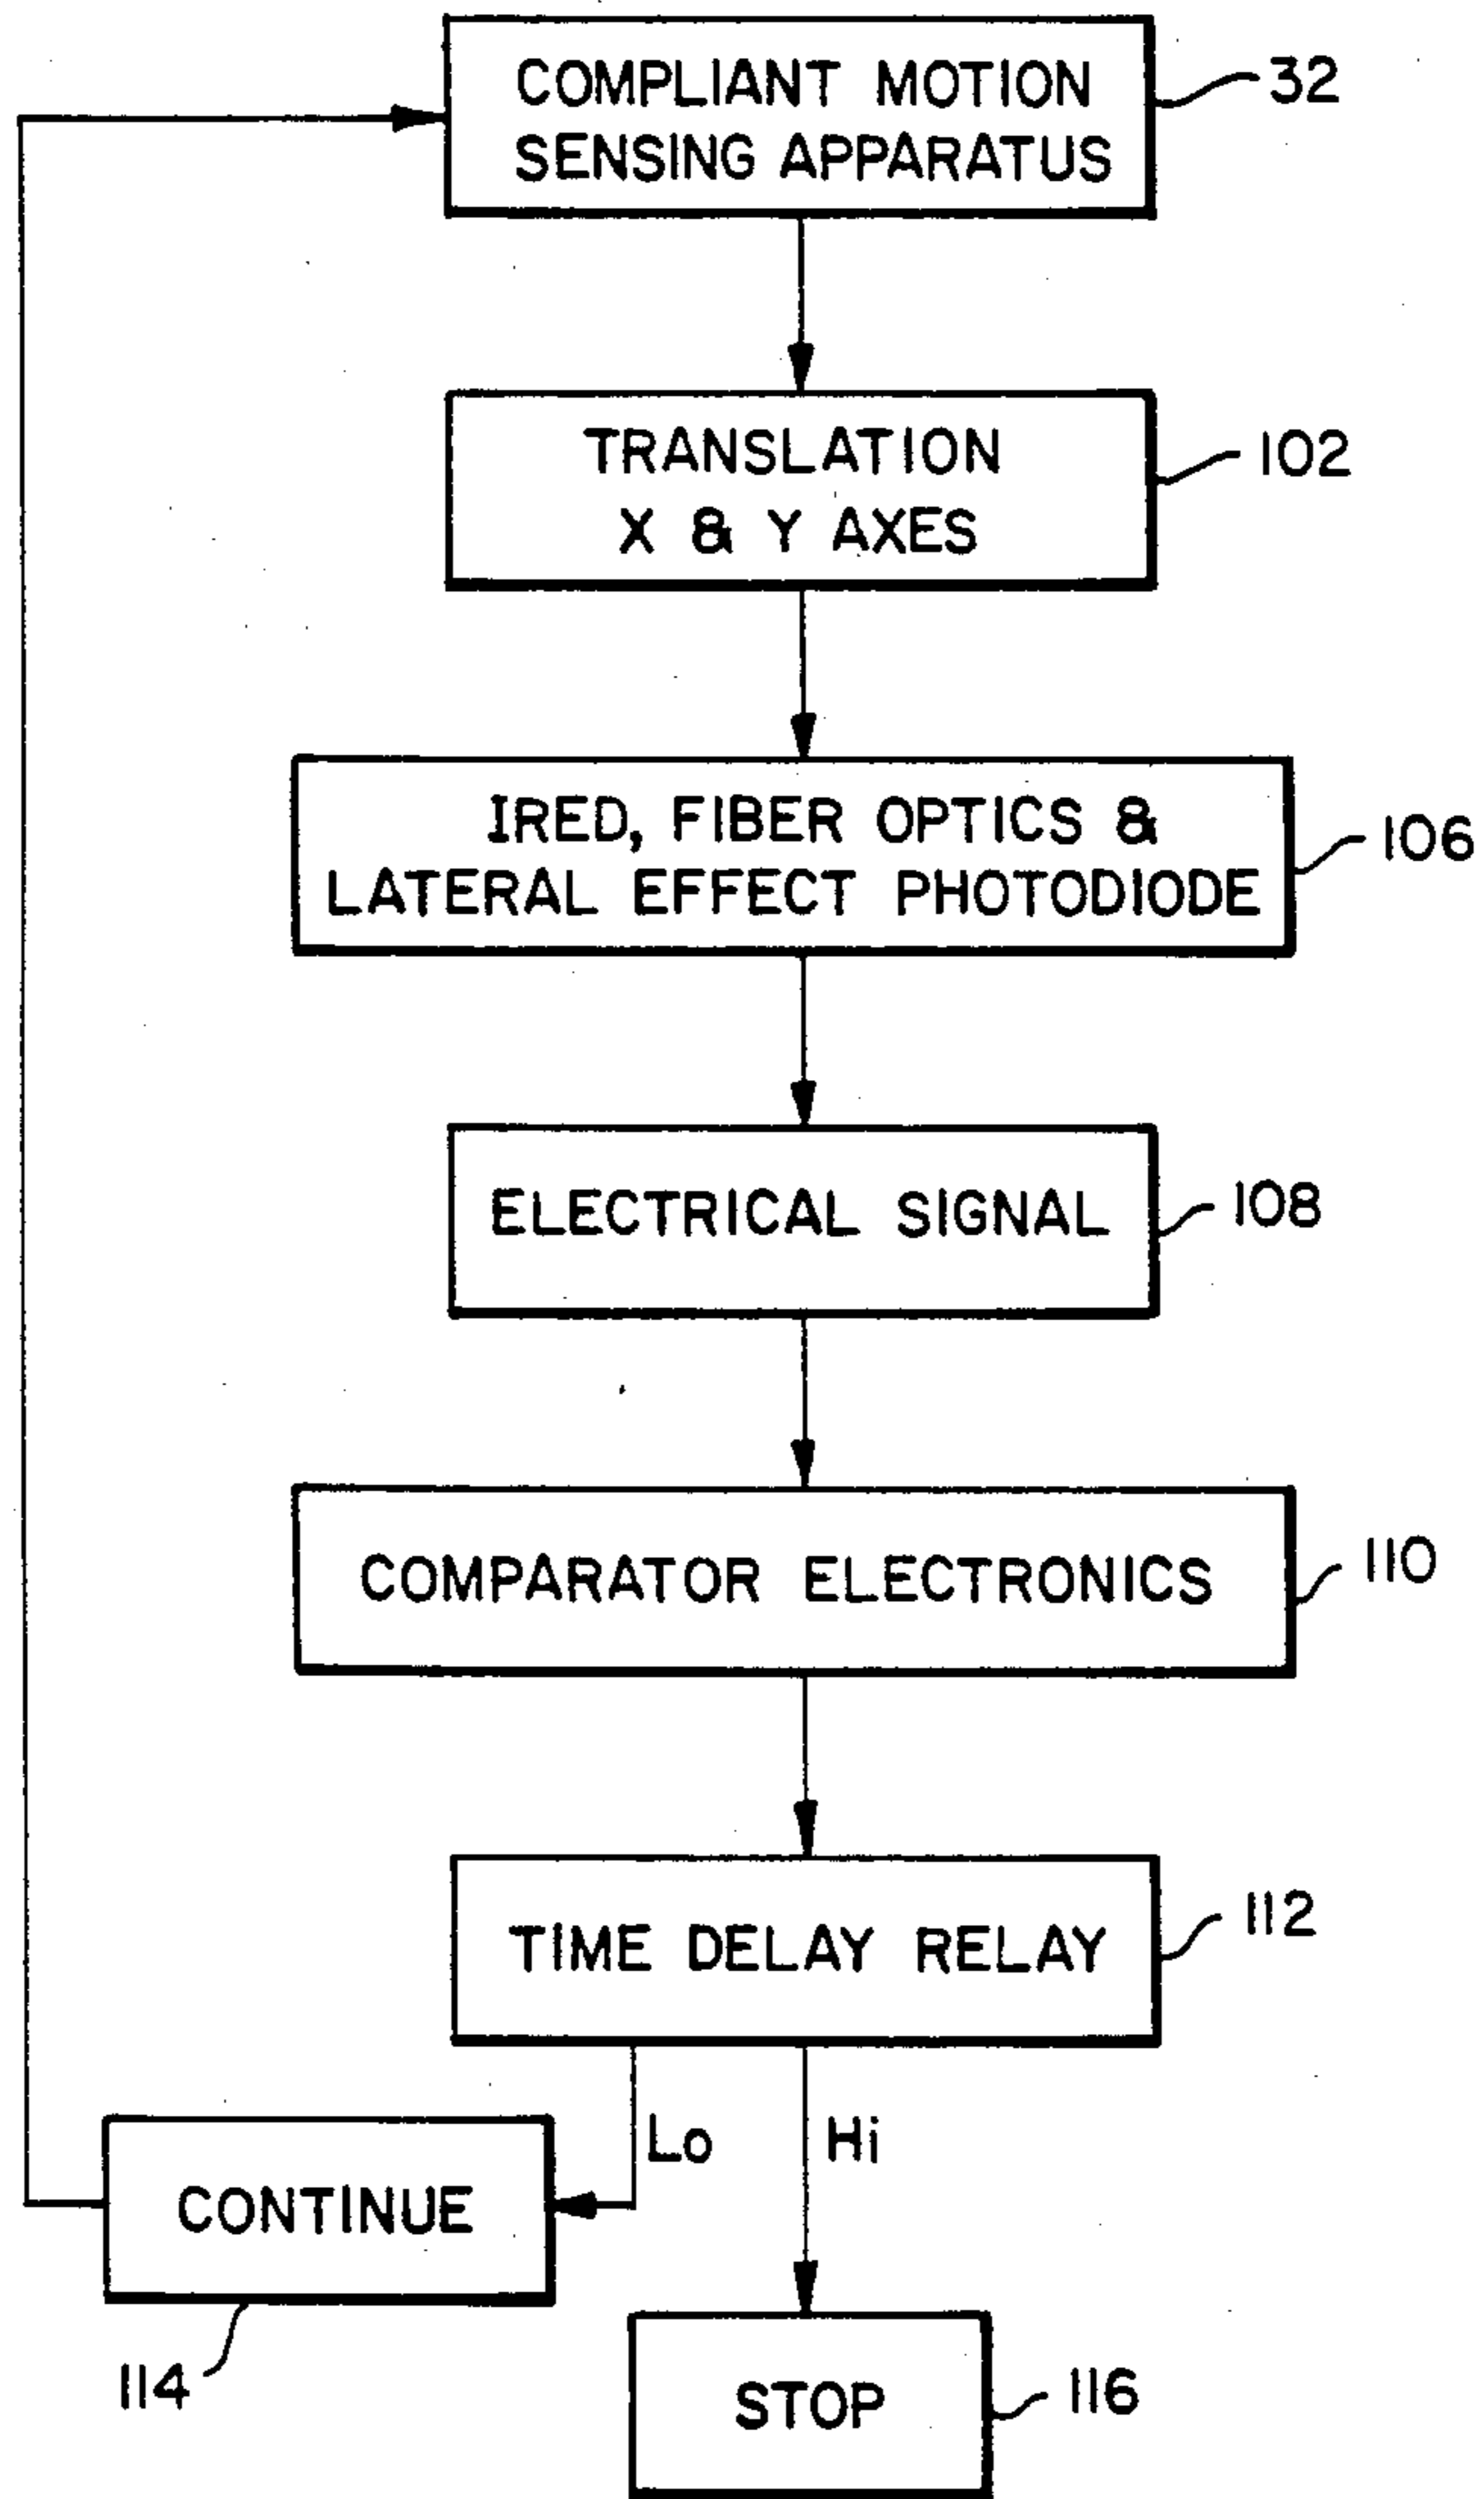 COMPLIANT MOTION
SENSING APPARATUS
32
TRANSLATION
X & Y AXES
102
IRED, FIBER OPTICS &
LATERAL EFFECT PHOTODIODE
106
ELECTRICAL SIGNAL
108
COMPARATOR ELECTRONICS
110
TIME DELAY RELAY
112
Lo
Hi
CONTINUE
114
STOP
116